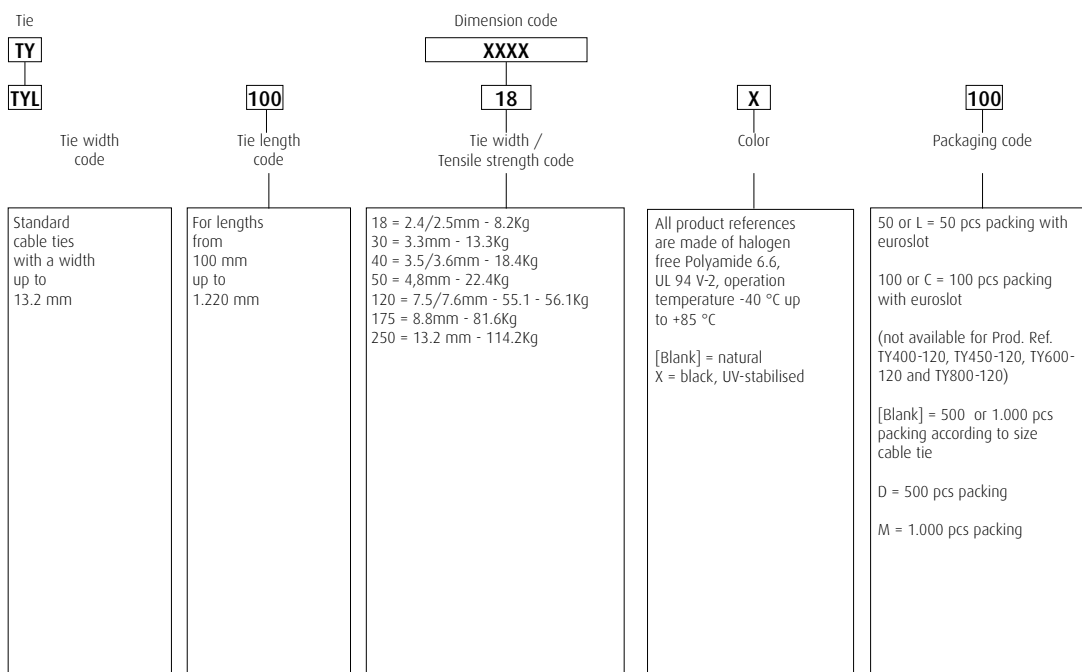 Tie
Dimension code
TY
XXXX
TYL
100
18
X
100
Tie width
code
Tie length
code
Tie width /
Tensile strength code
Color
Packaging code
Standard
cable ties
with a width
up to
13.2 mm
For lengths
from
100 mm
up to
1.220 mm
18 = 2.4/2.5mm - 8.2Kg
30 = 3.3mm - 13.3Kg
40 = 3.5/3.6mm - 18.4Kg
50 = 4,8mm - 22.4Kg
120 = 7.5/7.6mm - 55.1 - 56.1Kg
175 = 8.8mm - 81.6Kg
250 = 13.2 mm - 114.2Kg
All product references
are made of halogen
free Polyamide 6.6,
UL 94 V-2, operation
temperature -40 °C up
to +85 °C
[Blank] = natural
X = black, UV-stabilised
50 or L = 50 pcs packing with
euroslot
100 or C = 100 pcs packing
with euroslot
(not available for Prod. Ref.
TY400-120, TY450-120, TY600-
120 and TY800-120)
[Blank] = 500 or 1.000 pcs
packing according to size
cable tie
D = 500 pcs packing
M = 1.000 pcs packing